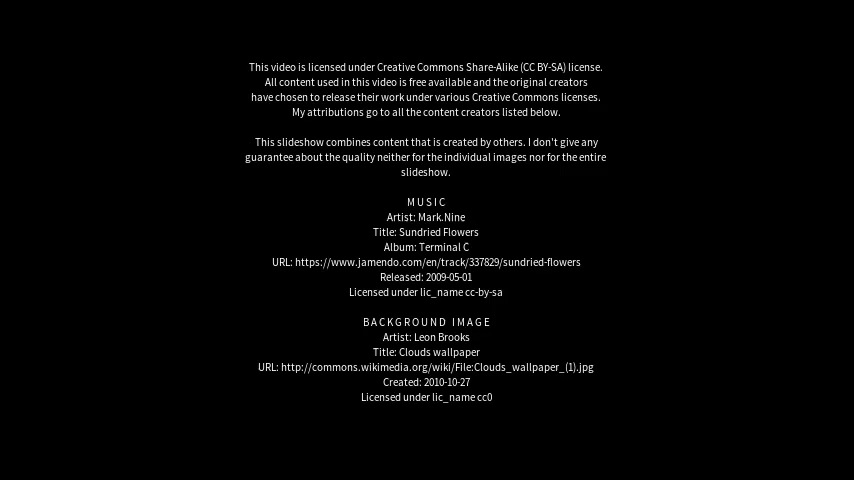 This video is licensed under Creative Commons Share-Alike (CC BY-SA) license.
All content used in this video is free available and the original creators
have chosen to release their work under various Creative Commons licenses.
My attributions go to all the content creators listed below.
This slideshow combines content that is created by others. I don't give any
guarantee about the quality neither for the individual images nor for the entire
slideshow.
M U S I C
Artist: Mark.Nine
Title: Sundried Flowers
Album: Terminal C
URL: https://www.jamendo.com/en/track/337829/sundried-flowers
Released: 2009-05-01
Licensed under lic_name cc-by-sa
B A C K G R O U N D   I M A G E
Artist: Leon Brooks
Title: Clouds wallpaper
URL: http://commons.wikimedia.org/wiki/File:Clouds_wallpaper_(1).jpg
Created: 2010-10-27
Licensed under lic_name cc0